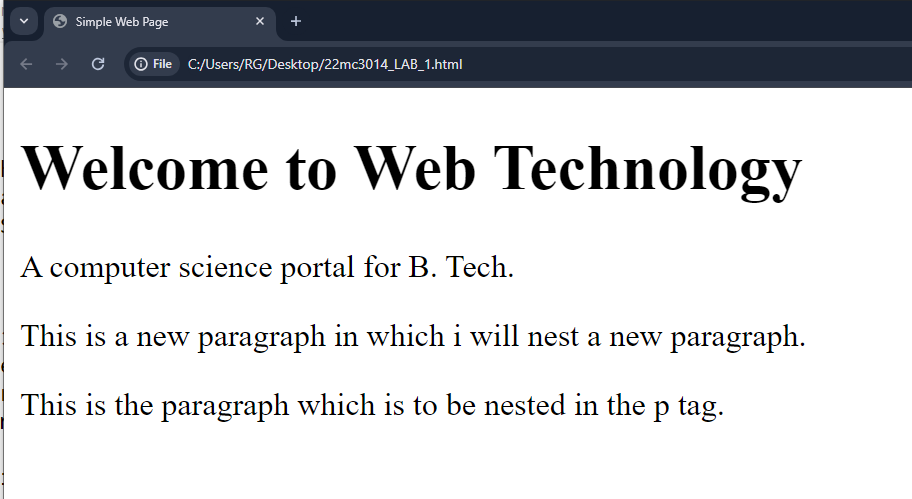 Simple Web Page
File C:/Users/RG/Desktop/22mc3014_LAB_1.html
Welcome to Web Technology
A computer science portal for B. Tech.
This is a new paragraph in which i will nest a new paragraph.
This is the paragraph which is to be nested in the p tag.